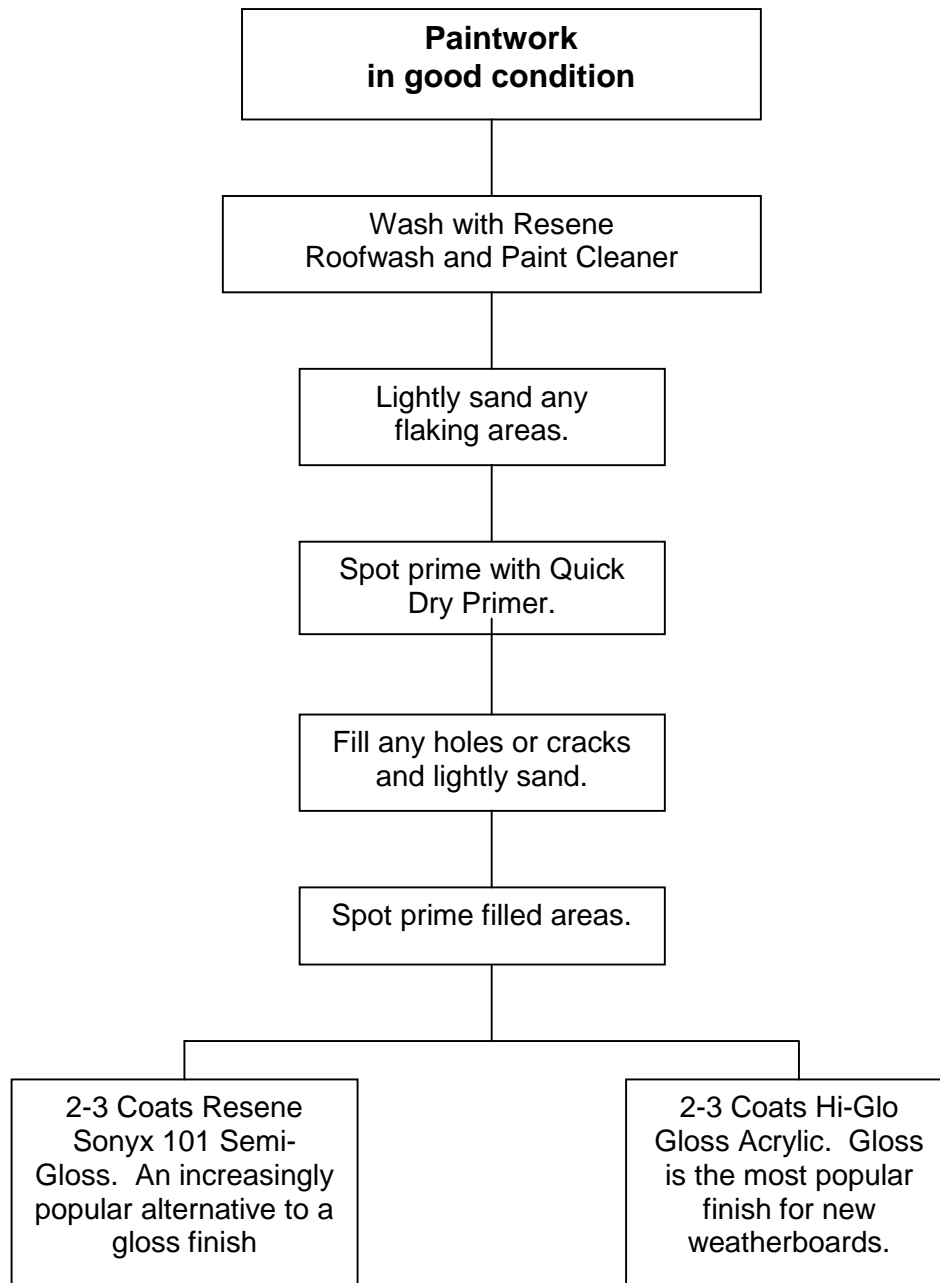 Paintwork
in good condition
Wash with Resene
Roofwash and Paint Cleaner
Lightly sand any
flaking areas.
Spot prime with Quick
Dry Primer.
Fill any holes or cracks
and lightly sand.
Spot prime filled areas.
2-3 Coats Resene
Sonyx 101 Semi-
Gloss.  An increasingly
popular alternative to a
gloss finish
2-3 Coats Hi-Glo
Gloss Acrylic.  Gloss
is the most popular
finish for new
weatherboards.